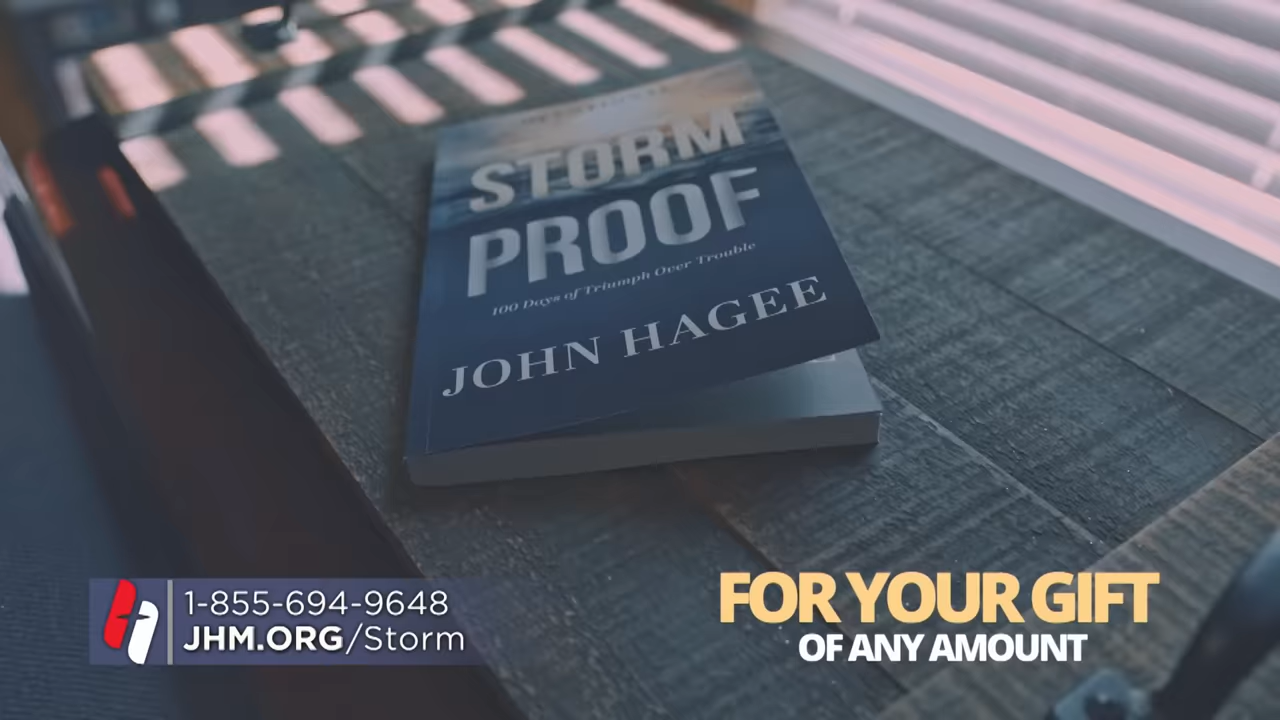 STORM
PROOF
100 Days of Triumph Over Trouble
JOHN HAGEE
1-855-694-9648
JHM.ORG/Storm
FOR YOUR GIFT
OF ANY AMOUNT